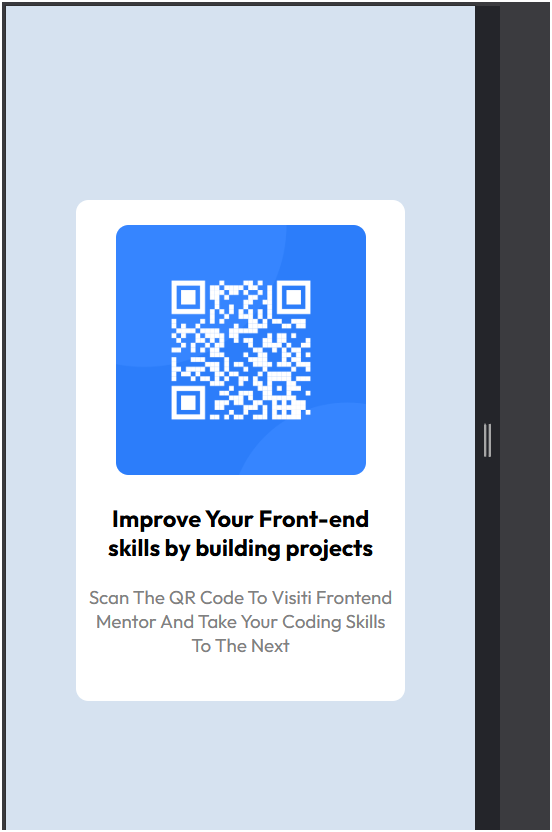 Improve Your Front-end
skills by building projects
Scan The QR Code To Visiti Frontend
Mentor And Take Your Coding Skills
To The Next